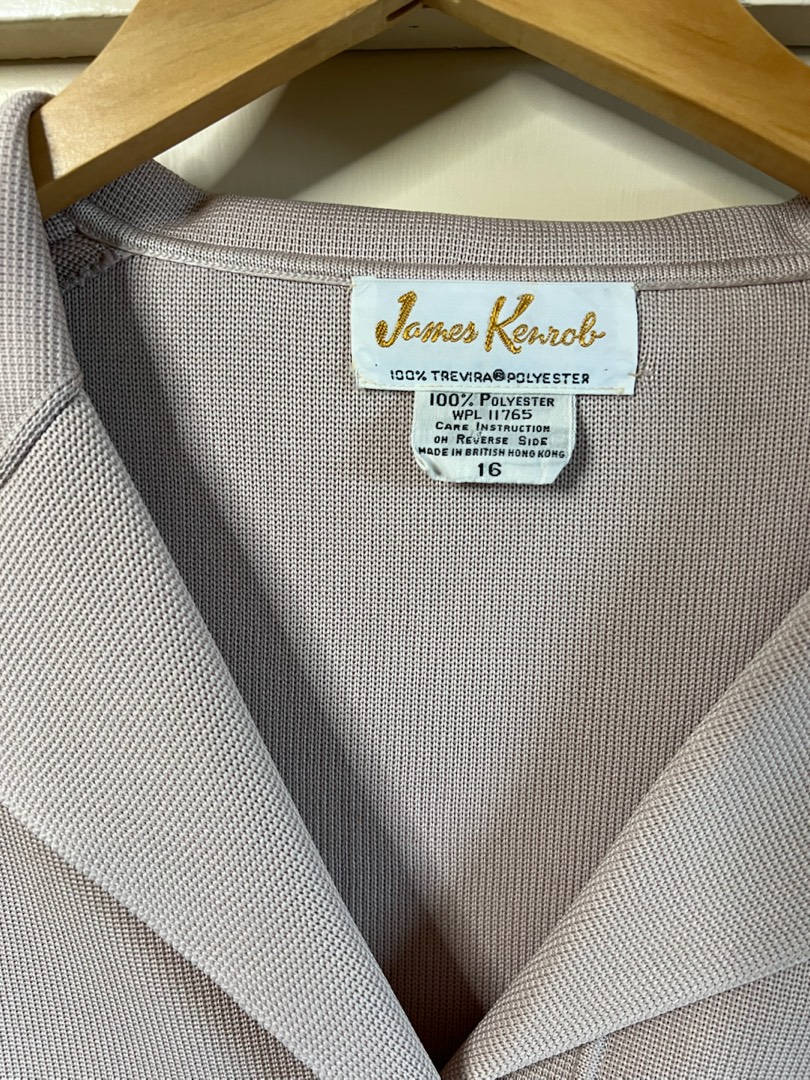 James Kenrob
100% TREVIRA® POLYESTER
100% POLYESTER
WPL 11765
CARE INSTRUCTION
ON REVERSE SIDE
MADE IN BRITISH HONG KONG
16